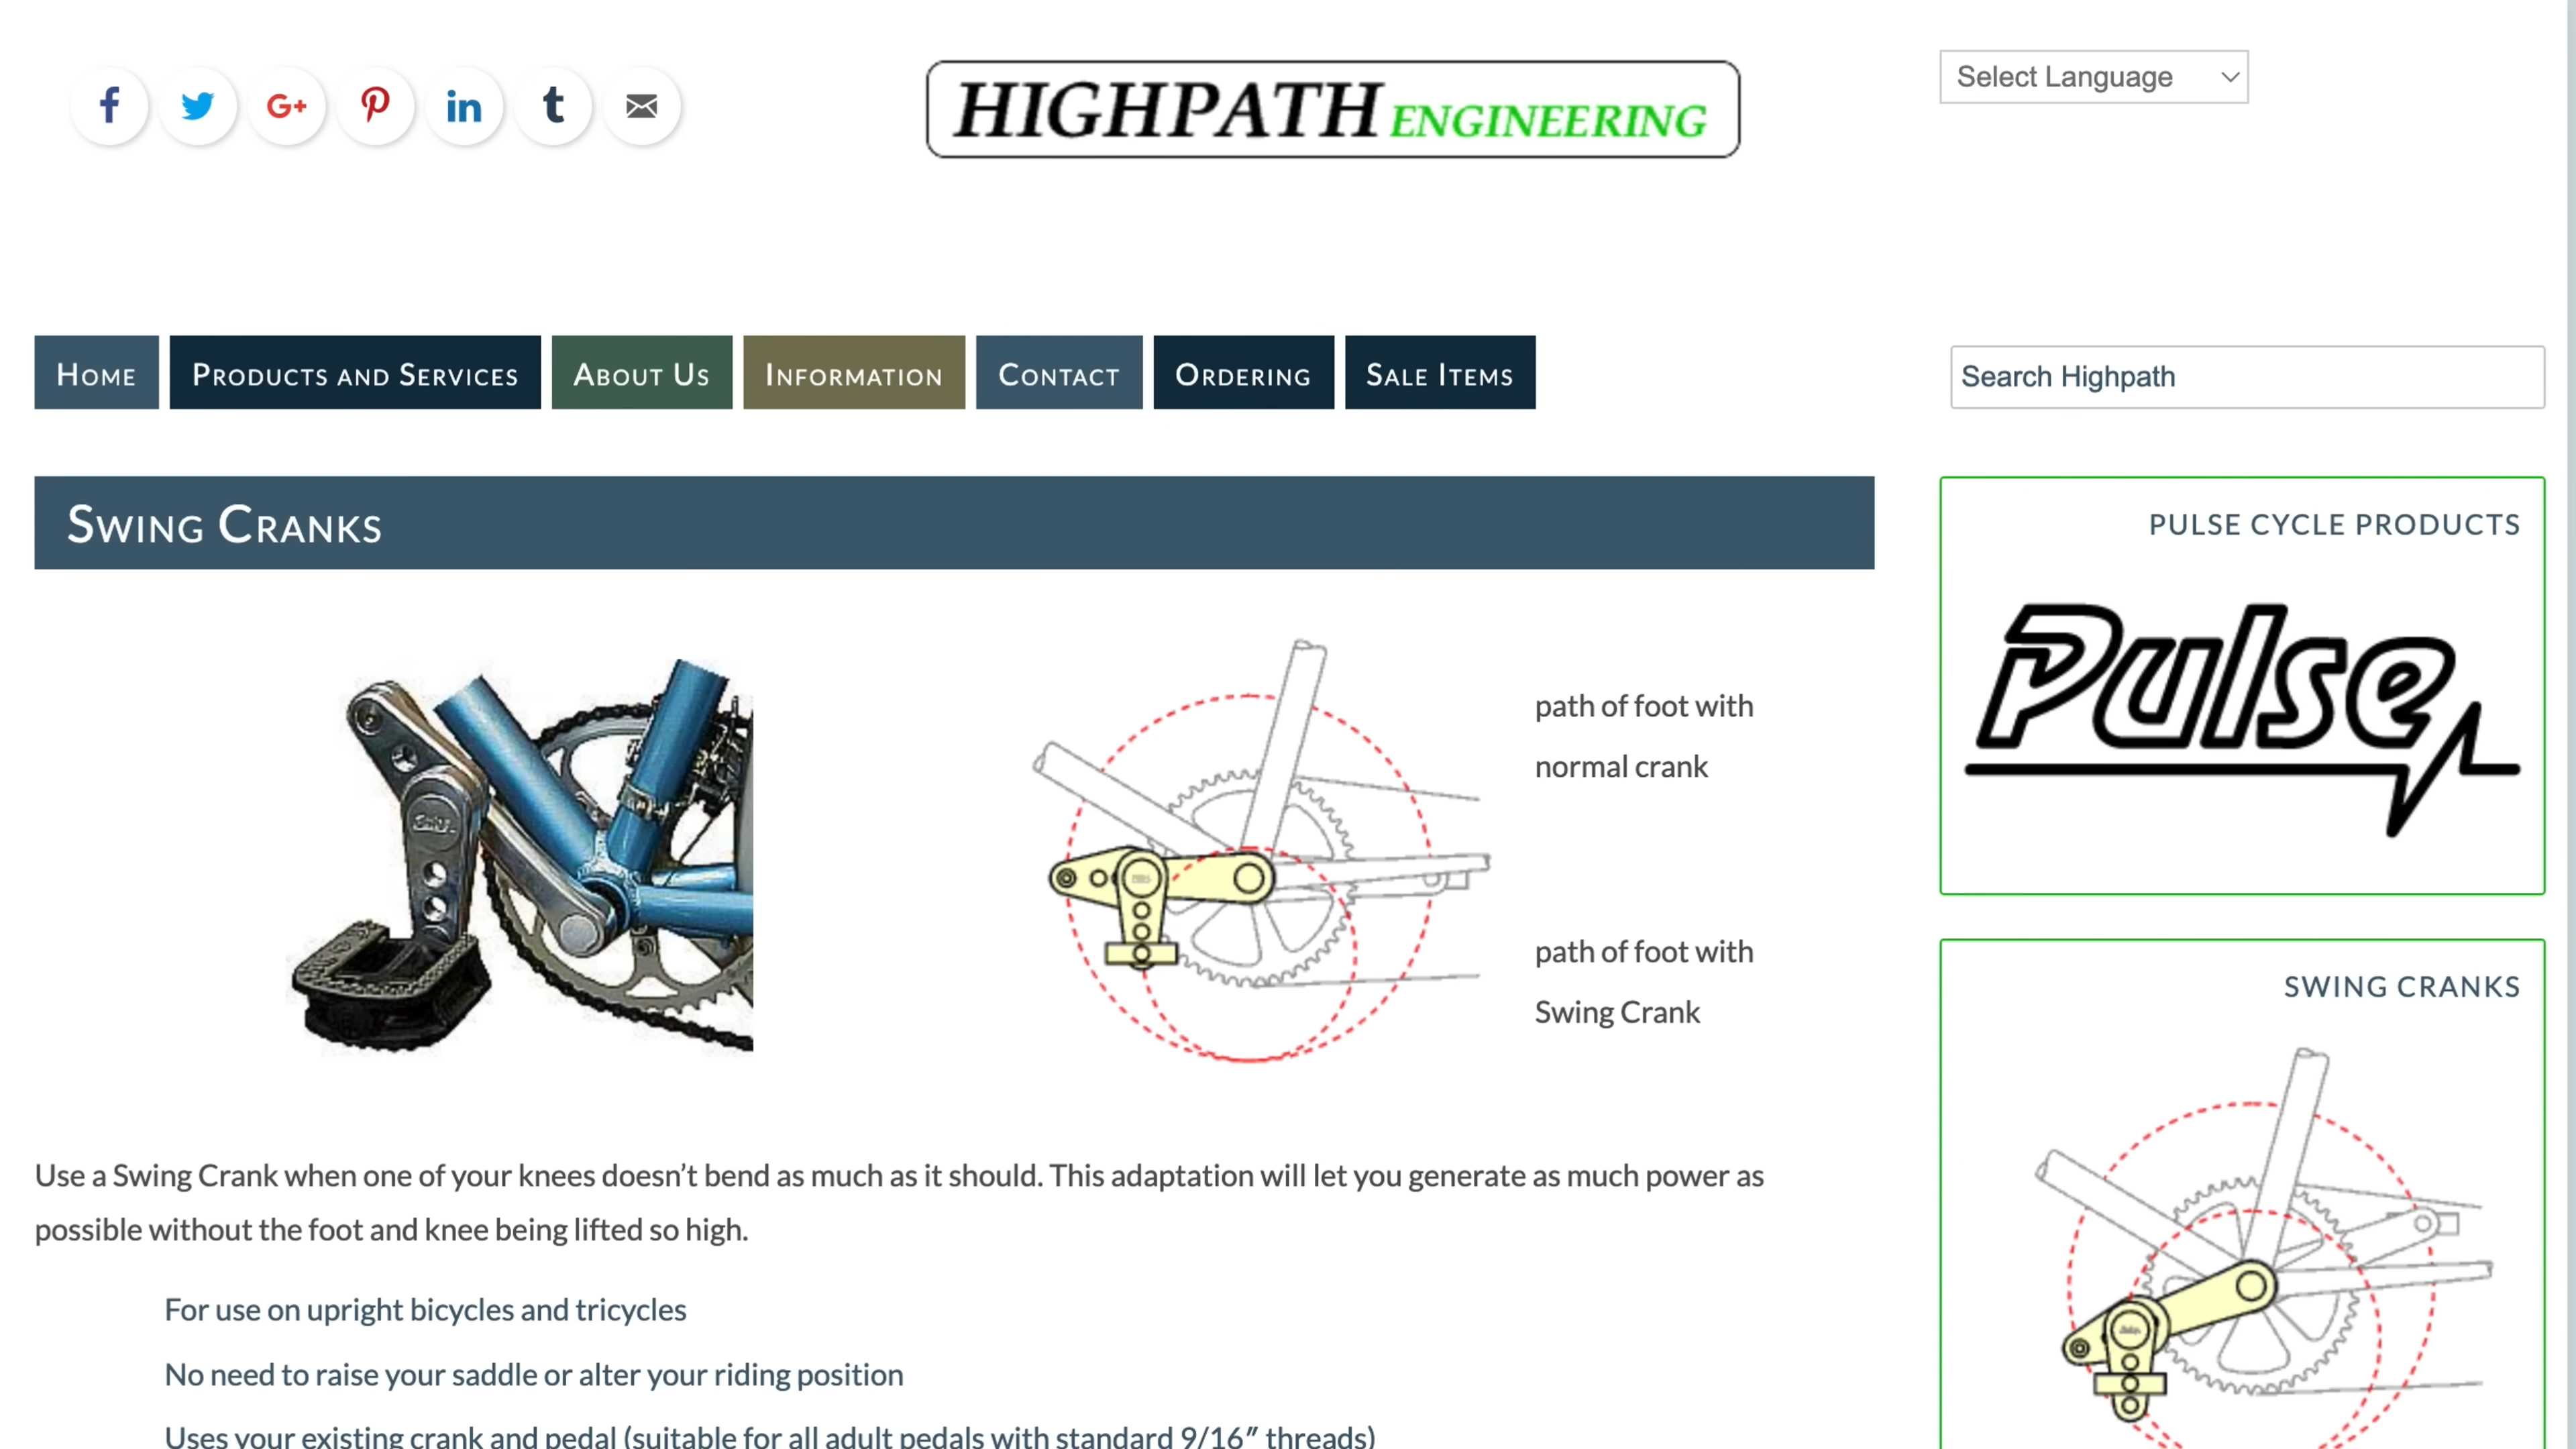 f
G+
in
t
HIGHPATH ENGINEERING
Select Language
Home
Products and Services
About Us
Information
Contact
Ordering
Sale Items
Search Highpath
Swing Cranks
path of foot with
normal crank
path of foot with
Swing Crank
Use a Swing Crank when one of your knees doesn’t bend as much as it should. This adaptation will let you generate as much power as
possible without the foot and knee being lifted so high.
For use on upright bicycles and tricycles
No need to raise your saddle or alter your riding position
Uses your existing crank and pedal (suitable for all adult pedals with standard 9/16″ threads)
PULSE CYCLE PRODUCTS
Pulse
SWING CRANKS